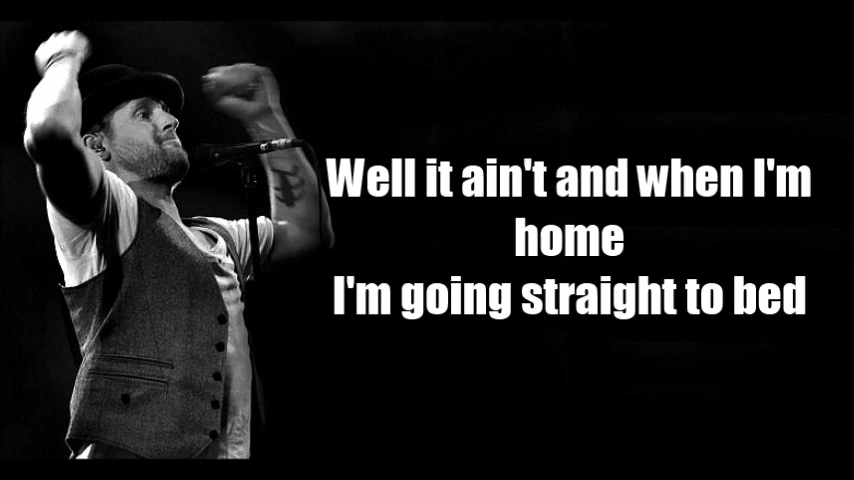 Well it ain't and when I'm
home
I'm going straight to bed